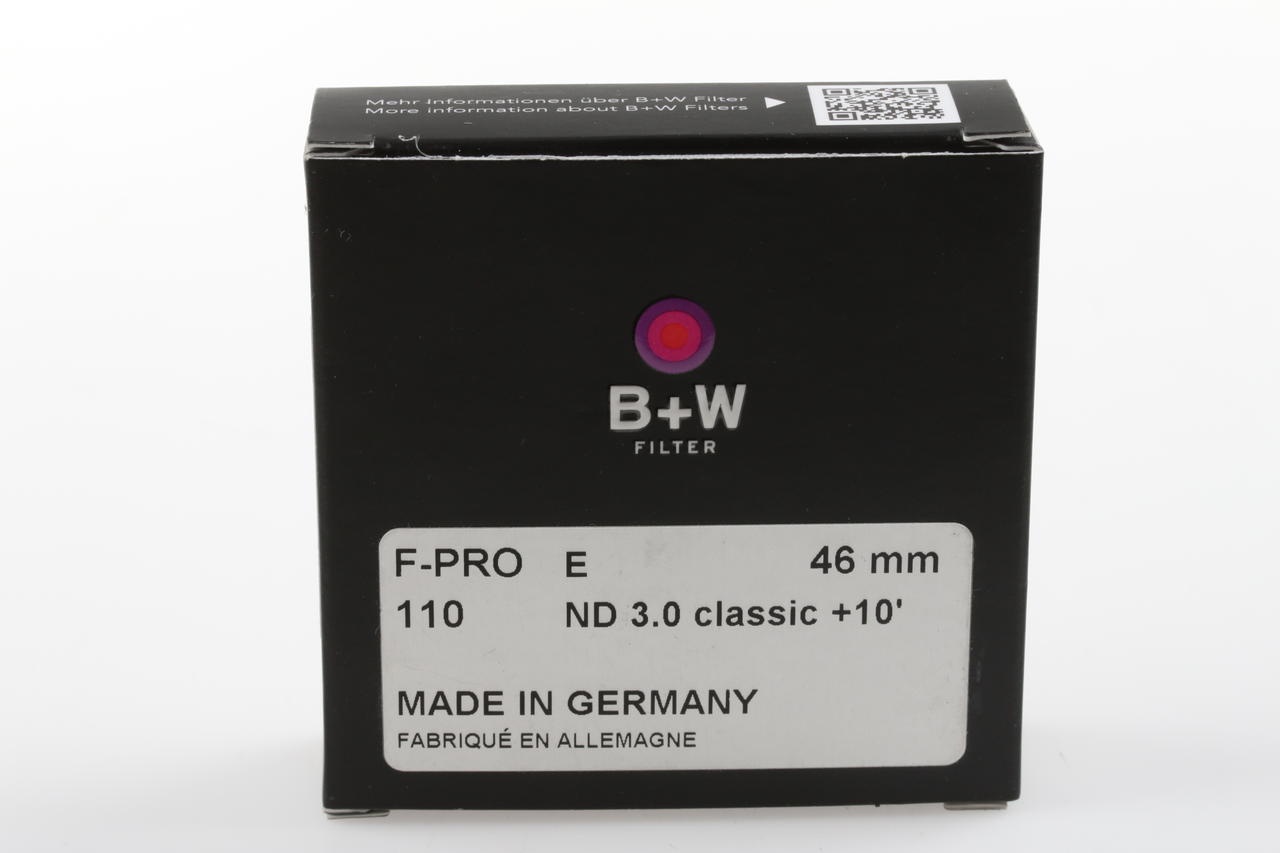 Mehr Informationen über B+W Filter
More information about B+W Filters
B+W
FILTER
F-PRO E 46 mm
110 ND 3.0 classic +10'
MADE IN GERMANY
FABRIQUÉ EN ALLEMAGNE